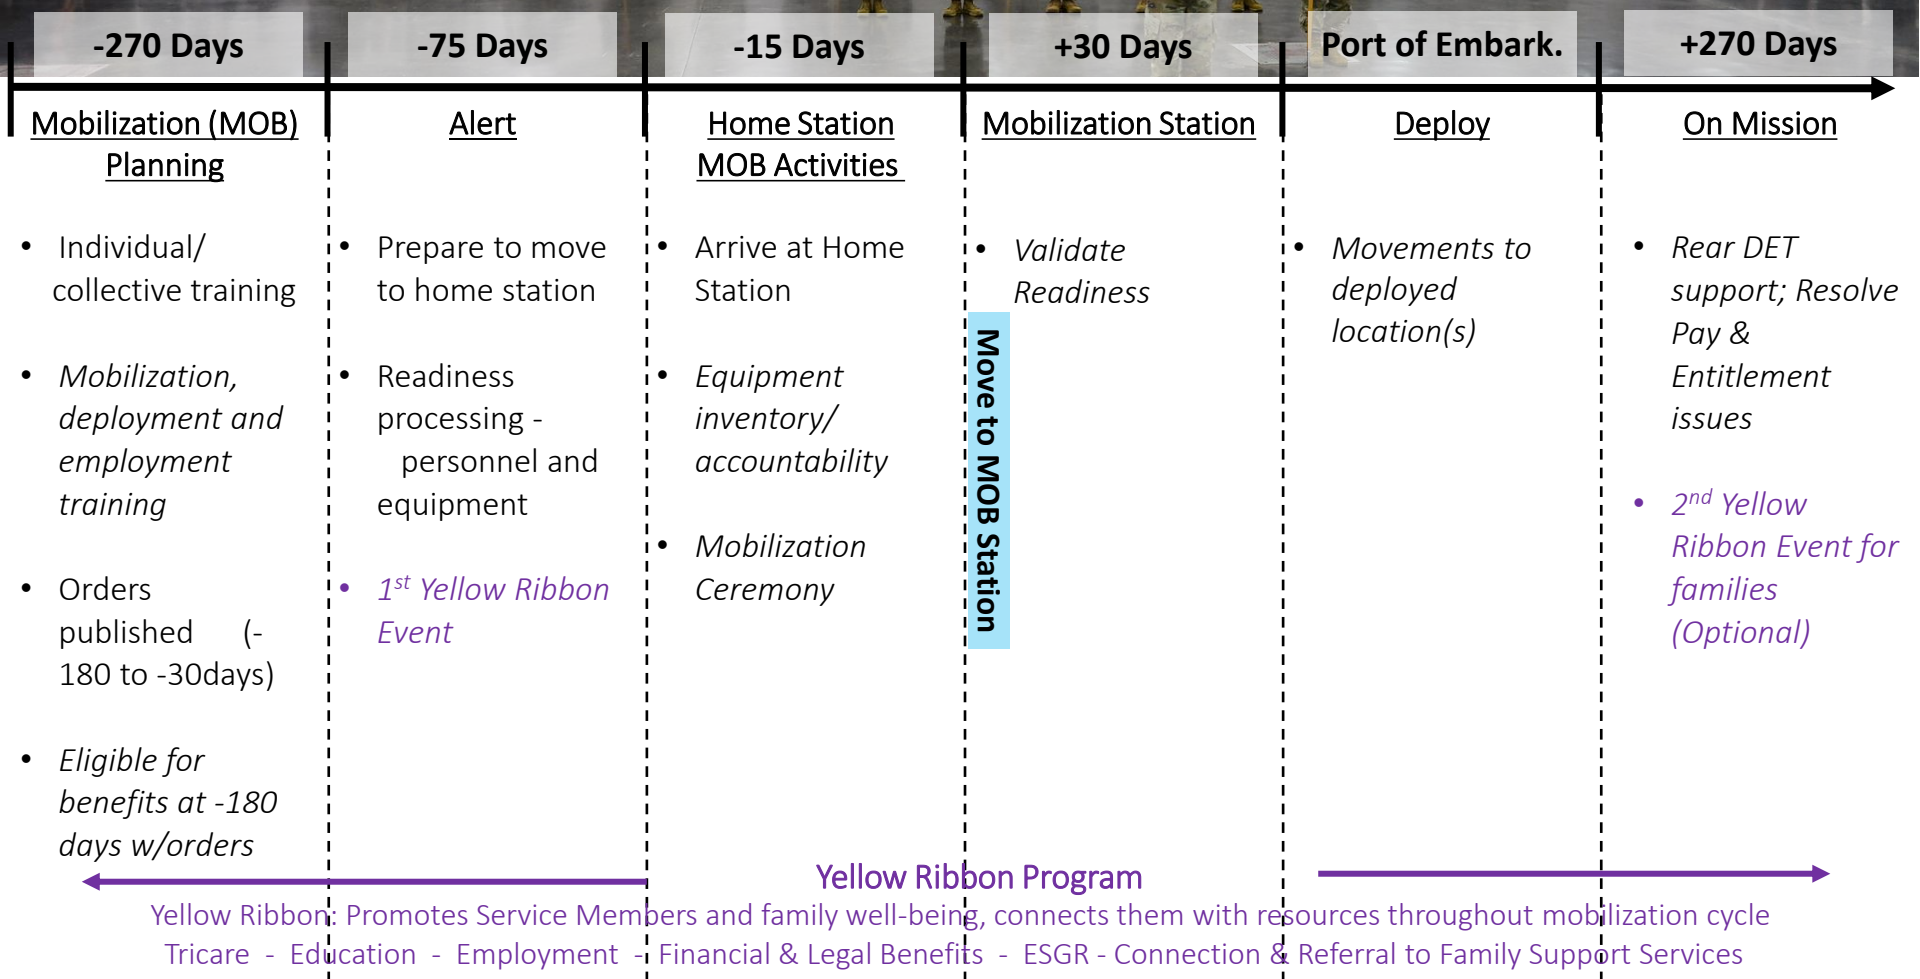 -270 Days
-75 Days
-15 Days
+30 Days
Port of Embark.
+270 Days
Mobilization (MOB)
Planning
• Individual/
collective training
• Mobilization,
deployment and
employment
training
• Orders
published (-
180 to -30days)
• Eligible for
benefits at -180
days w/orders
Alert
• Prepare to move
to home station
• Readiness
processing -
personnel and
equipment
• 1st Yellow Ribbon
Event
Home Station
MOB Activities
• Arrive at Home
Station
• Equipment
inventory/
accountability
• Mobilization
Ceremony
Mobilization Station
• Validate
Readiness
Move to MOB Station
Deploy
• Movements to
deployed
location(s)
On Mission
• Rear DET
support; Resolve
Pay &
Entitlement
issues
• 2nd Yellow
Ribbon Event for
families
(Optional)
Yellow Ribbon Program
Yellow Ribbon: Promotes Service Members and family well-being, connects them with resources throughout mobilization cycle
Tricare - Education - Employment - Financial & Legal Benefits - ESGR - Connection & Referral to Family Support Services